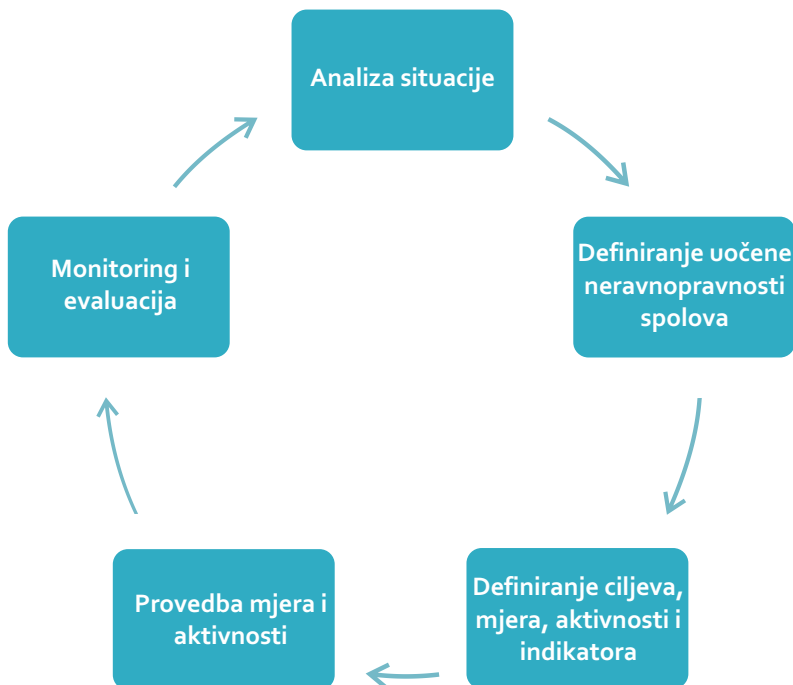 Analiza situacije
Definiranje uočene
neravnopravnosti
spolova
Definiranje ciljeva,
mjera, aktivnosti i
indikatora
Provedba mjera i
aktivnosti
Monitoring i
evaluacija